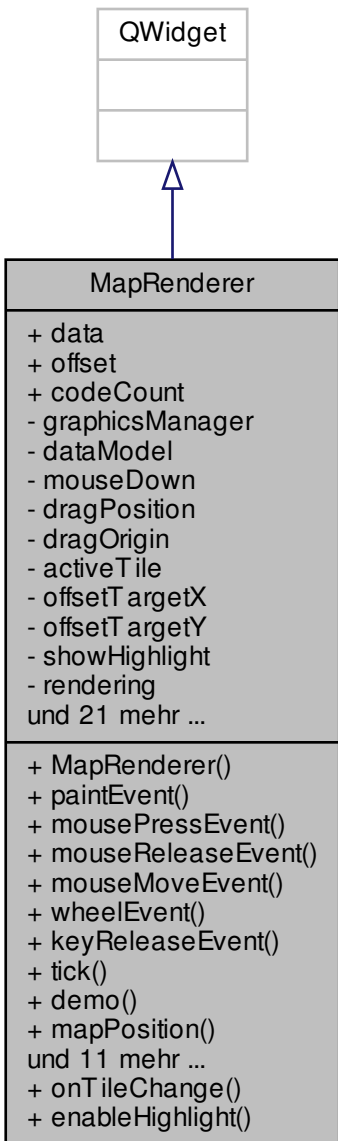 QWidget
MapRenderer
+ data
+ offset
+ codeCount
- graphicsManager
- dataModel
- mouseDown
- dragPosition
- dragOrigin
- activeTile
- offsetTargetX
- offsetTargetY
- showHighlight
- rendering
und 21 mehr ...
+ MapRenderer()
+ paintEvent()
+ mousePressEvent()
+ mouseReleaseEvent()
+ mouseMoveEvent()
+ wheelEvent()
+ keyReleaseEvent()
+ tick()
+ demo()
+ mapPosition()
und 11 mehr ...
+ onTileChange()
+ enableHighlight()